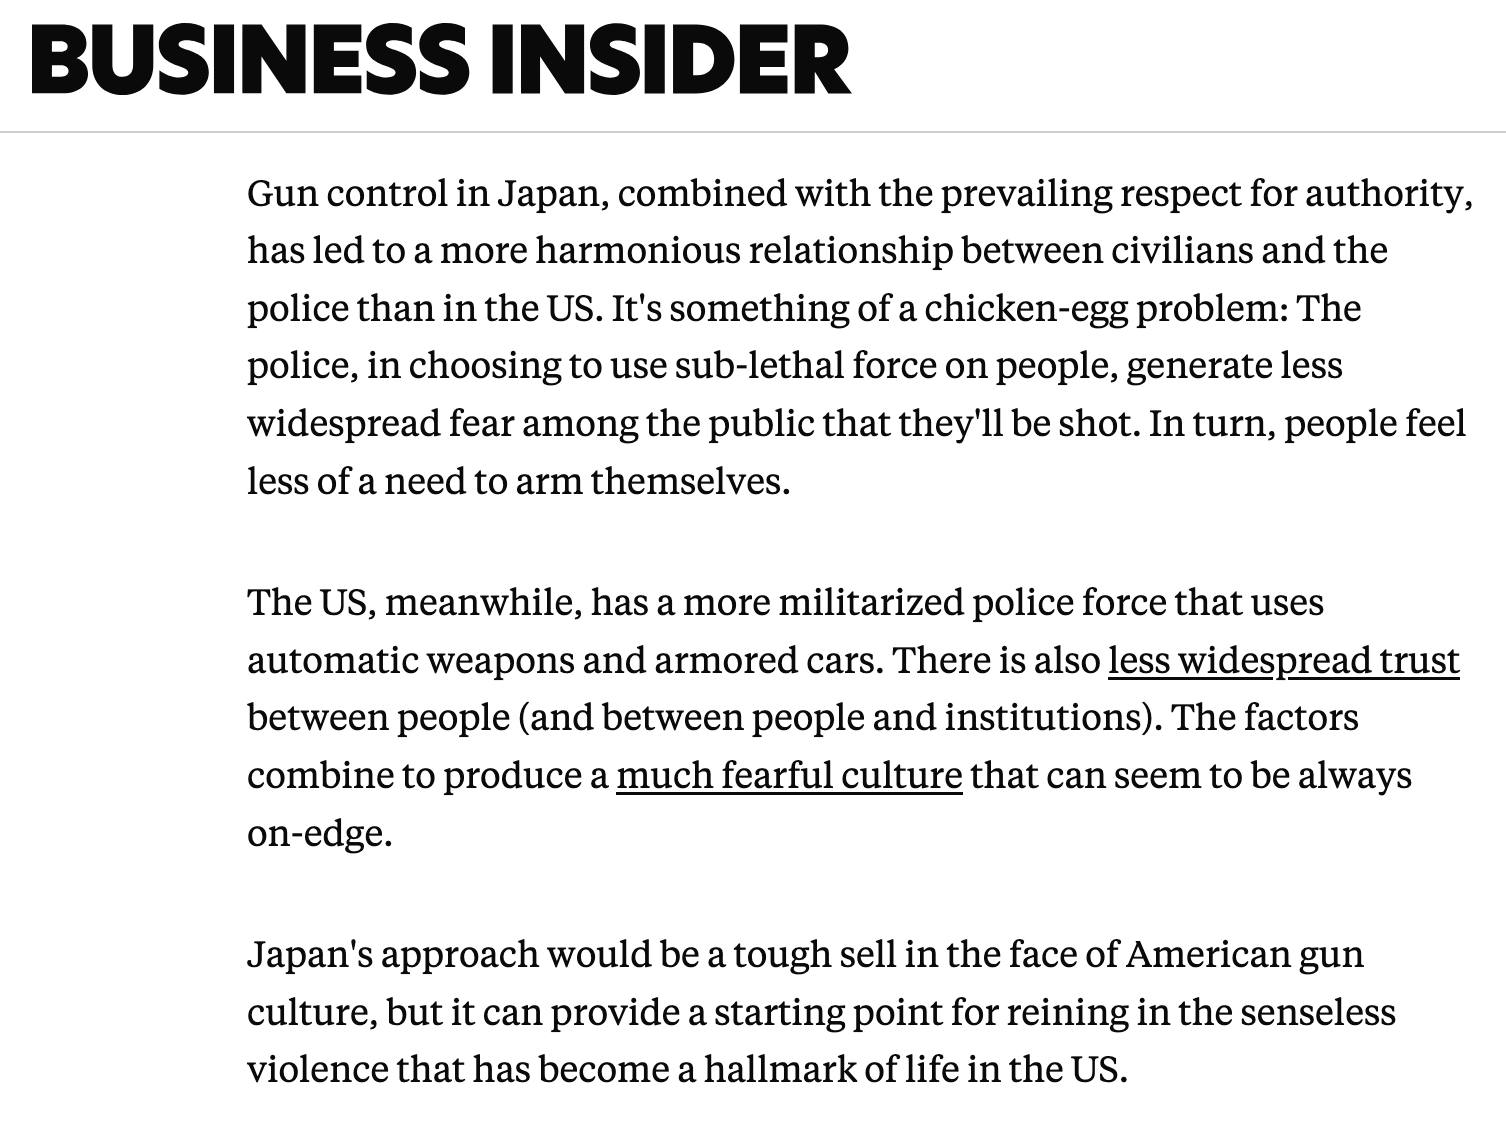 BUSINESS INSIDER
Gun control in Japan, combined with the prevailing respect for authority,
has led to a more harmonious relationship between civilians and the
police than in the US. It's something of a chicken-egg problem: The
police, in choosing to use sub-lethal force on people, generate less
widespread fear among the public that they'll be shot. In turn, people feel
less of a need to arm themselves.
The US, meanwhile, has a more militarized police force that uses
automatic weapons and armored cars. There is also less widespread trust
between people (and between people and institutions). The factors
combine to produce a much fearful culture that can seem to be always
on-edge.
Japan's approach would be a tough sell in the face of American gun
culture, but it can provide a starting point for reining in the senseless
violence that has become a hallmark of life in the US.